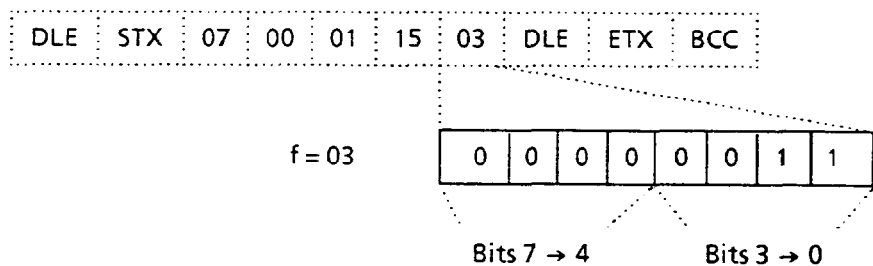 DLE STX 07 00 01 15 03 DLE ETX BCC
f = 03 0 0 0 0 0 0 1 1
Bits 7 → 4 Bits 3 → 0